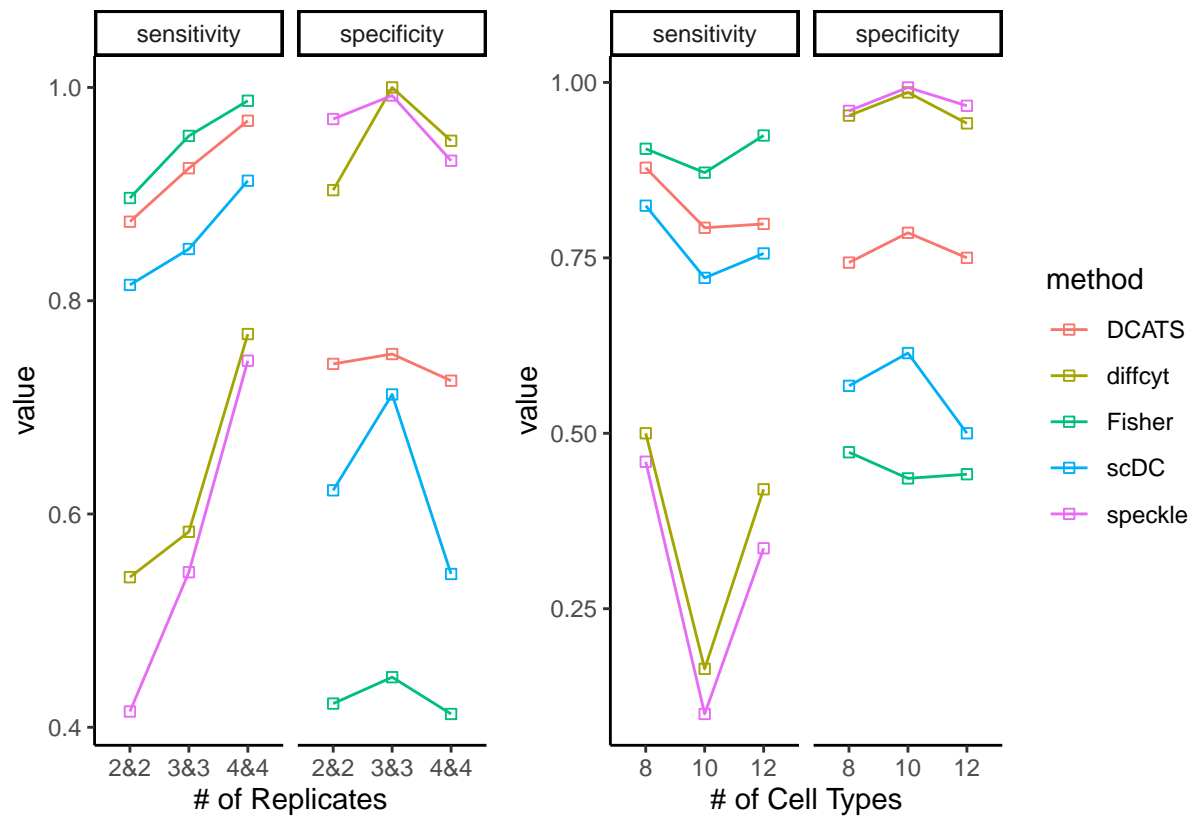 sensitivity
specificity
value
1.0
0.8
0.6
0.4
2&2 3&3 4&4
2&2 3&3 4&4
# of Replicates
sensitivity
specificity
value
1.00
0.75
0.50
0.25
8 10 12
8 10 12
# of Cell Types
method
DCATS
diffcyt
Fisher
scDC
speckle